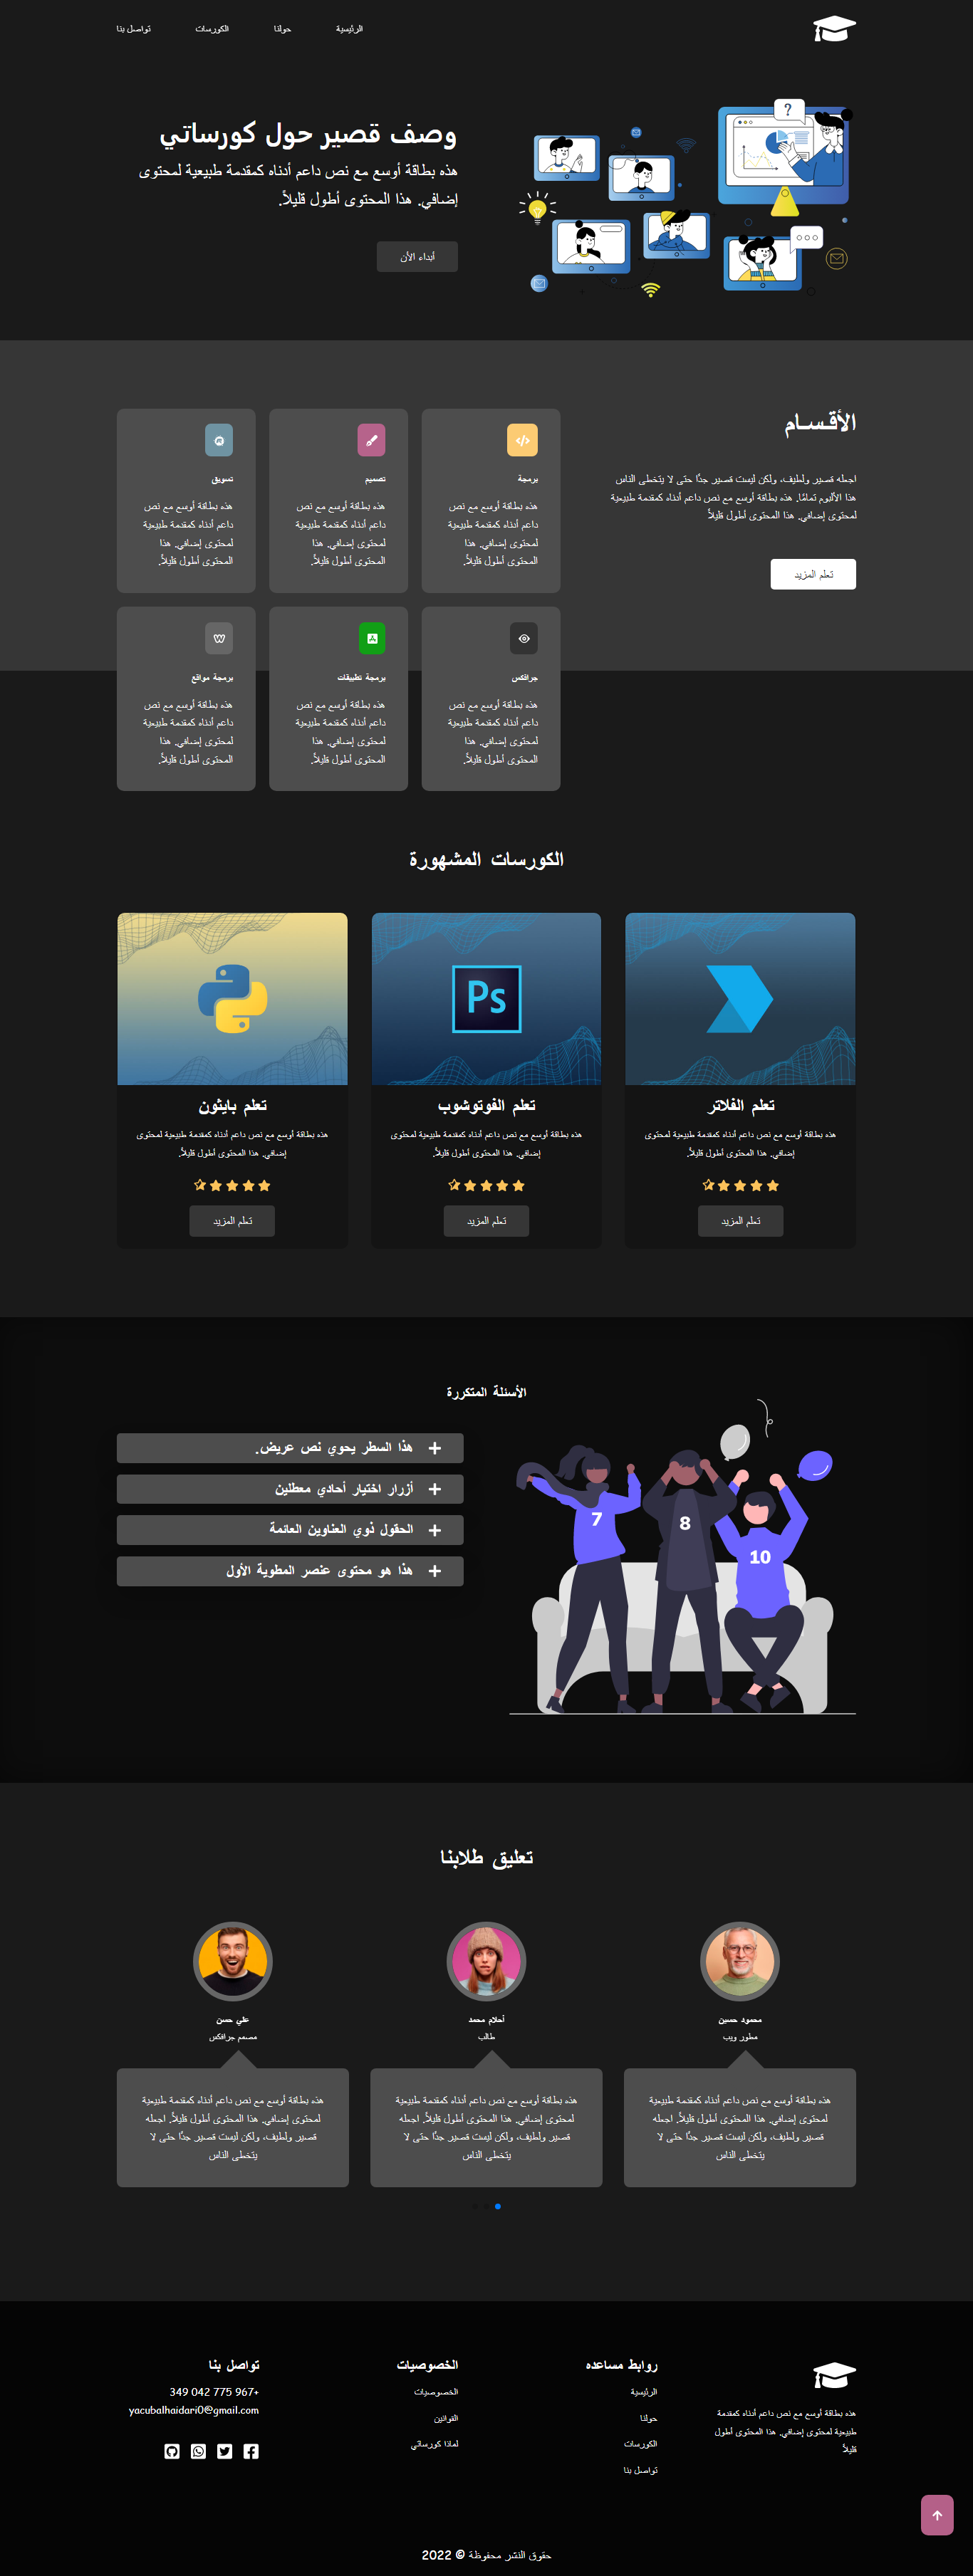 الرئيسية
حولنا
الكورسات
تواصل بنا
?
وصف قصير حول كورساتي
هذه بطاقة أوسع مع نص داعم أدناه كمقدمة طبيعية لمحتوى
إضافي. هذا المحتوى أطول قليلاً.
أبداء الأن
الأقسام
اجعله قصير ولطيف، ولكن ليست قصير جدًا حتى لا يتخطى الناس
هذا الألبوم تمامًا. هذه بطاقة أوسع مع نص داعم أدناه كمقدمة طبيعية
لمحتوى إضافي. هذا المحتوى أطول قليلاً
تعلم المزيد
برمجة
هذه بطاقة أوسع مع نص
داعم أدناه كمقدمة طبيعية
لمحتوى إضافي. هذا
المحتوى أطول قليلاً.
تصميم
هذه بطاقة أوسع مع نص
داعم أدناه كمقدمة طبيعية
لمحتوى إضافي. هذا
المحتوى أطول قليلاً.
تسويق
هذه بطاقة أوسع مع نص
داعم أدناه كمقدمة طبيعية
لمحتوى إضافي. هذا
المحتوى أطول قليلاً.
جرافكس
هذه بطاقة أوسع مع نص
داعم أدناه كمقدمة طبيعية
لمحتوى إضافي. هذا
المحتوى أطول قليلاً.
برمجة تطبيقات
هذه بطاقة أوسع مع نص
داعم أدناه كمقدمة طبيعية
لمحتوى إضافي. هذا
المحتوى أطول قليلاً.
برمجة مواقع
هذه بطاقة أوسع مع نص
داعم أدناه كمقدمة طبيعية
لمحتوى إضافي. هذا
المحتوى أطول قليلاً.
الكورسات المشهورة
تعلم الفلاتر
هذه بطاقة أوسع مع نص داعم أدناه كمقدمة طبيعية لمحتوى
إضافي. هذا المحتوى أطول قليلاً.
تعلم المزيد
Ps
تعلم الفوتوشوب
هذه بطاقة أوسع مع نص داعم أدناه كمقدمة طبيعية لمحتوى
إضافي. هذا المحتوى أطول قليلاً.
تعلم المزيد
تعلم بايثون
هذه بطاقة أوسع مع نص داعم أدناه كمقدمة طبيعية لمحتوى
إضافي. هذا المحتوى أطول قليلاً.
تعلم المزيد
7
8
10
الأسئلة المتكررة
هذا السطر يحوي نص عريض.
أزرار اختيار أحادي معطلين
الحقول ذوي العناوين العائمة
هذا هو محتوى عنصر المطوية الأول
تعليق طلابنا
محمود حسين
مطور ويب
هذه بطاقة أوسع مع نص داعم أدناه كمقدمة طبيعية
لمحتوى إضافي. هذا المحتوى أطول قليلاً. اجعله
قصير ولطيف، ولكن ليست قصير جدًا حتى لا
يتخطى الناس
أحلام محمد
طالب
هذه بطاقة أوسع مع نص داعم أدناه كمقدمة طبيعية
لمحتوى إضافي. هذا المحتوى أطول قليلاً. اجعله
قصير ولطيف، ولكن ليست قصير جدًا حتى لا
يتخطى الناس
علي حسن
مصمم جرافكس
هذه بطاقة أوسع مع نص داعم أدناه كمقدمة طبيعية
لمحتوى إضافي. هذا المحتوى أطول قليلاً. اجعله
قصير ولطيف، ولكن ليست قصير جدًا حتى لا
يتخطى الناس
هذه بطاقة أوسع مع نص داعم أدناه كمقدمة
طبيعية لمحتوى إضافي. هذا المحتوى أطول
قليلاً
روابط مساعده
الرئيسية
حولنا
الكورسات
تواصل بنا
الخصوصيات
الخصوصيات
القوانين
لماذا كورساتي
تواصل بنا
+967 775 042 349
yacubalhaidari0@gmail.com
حقوق النشر محفوظة © 2022